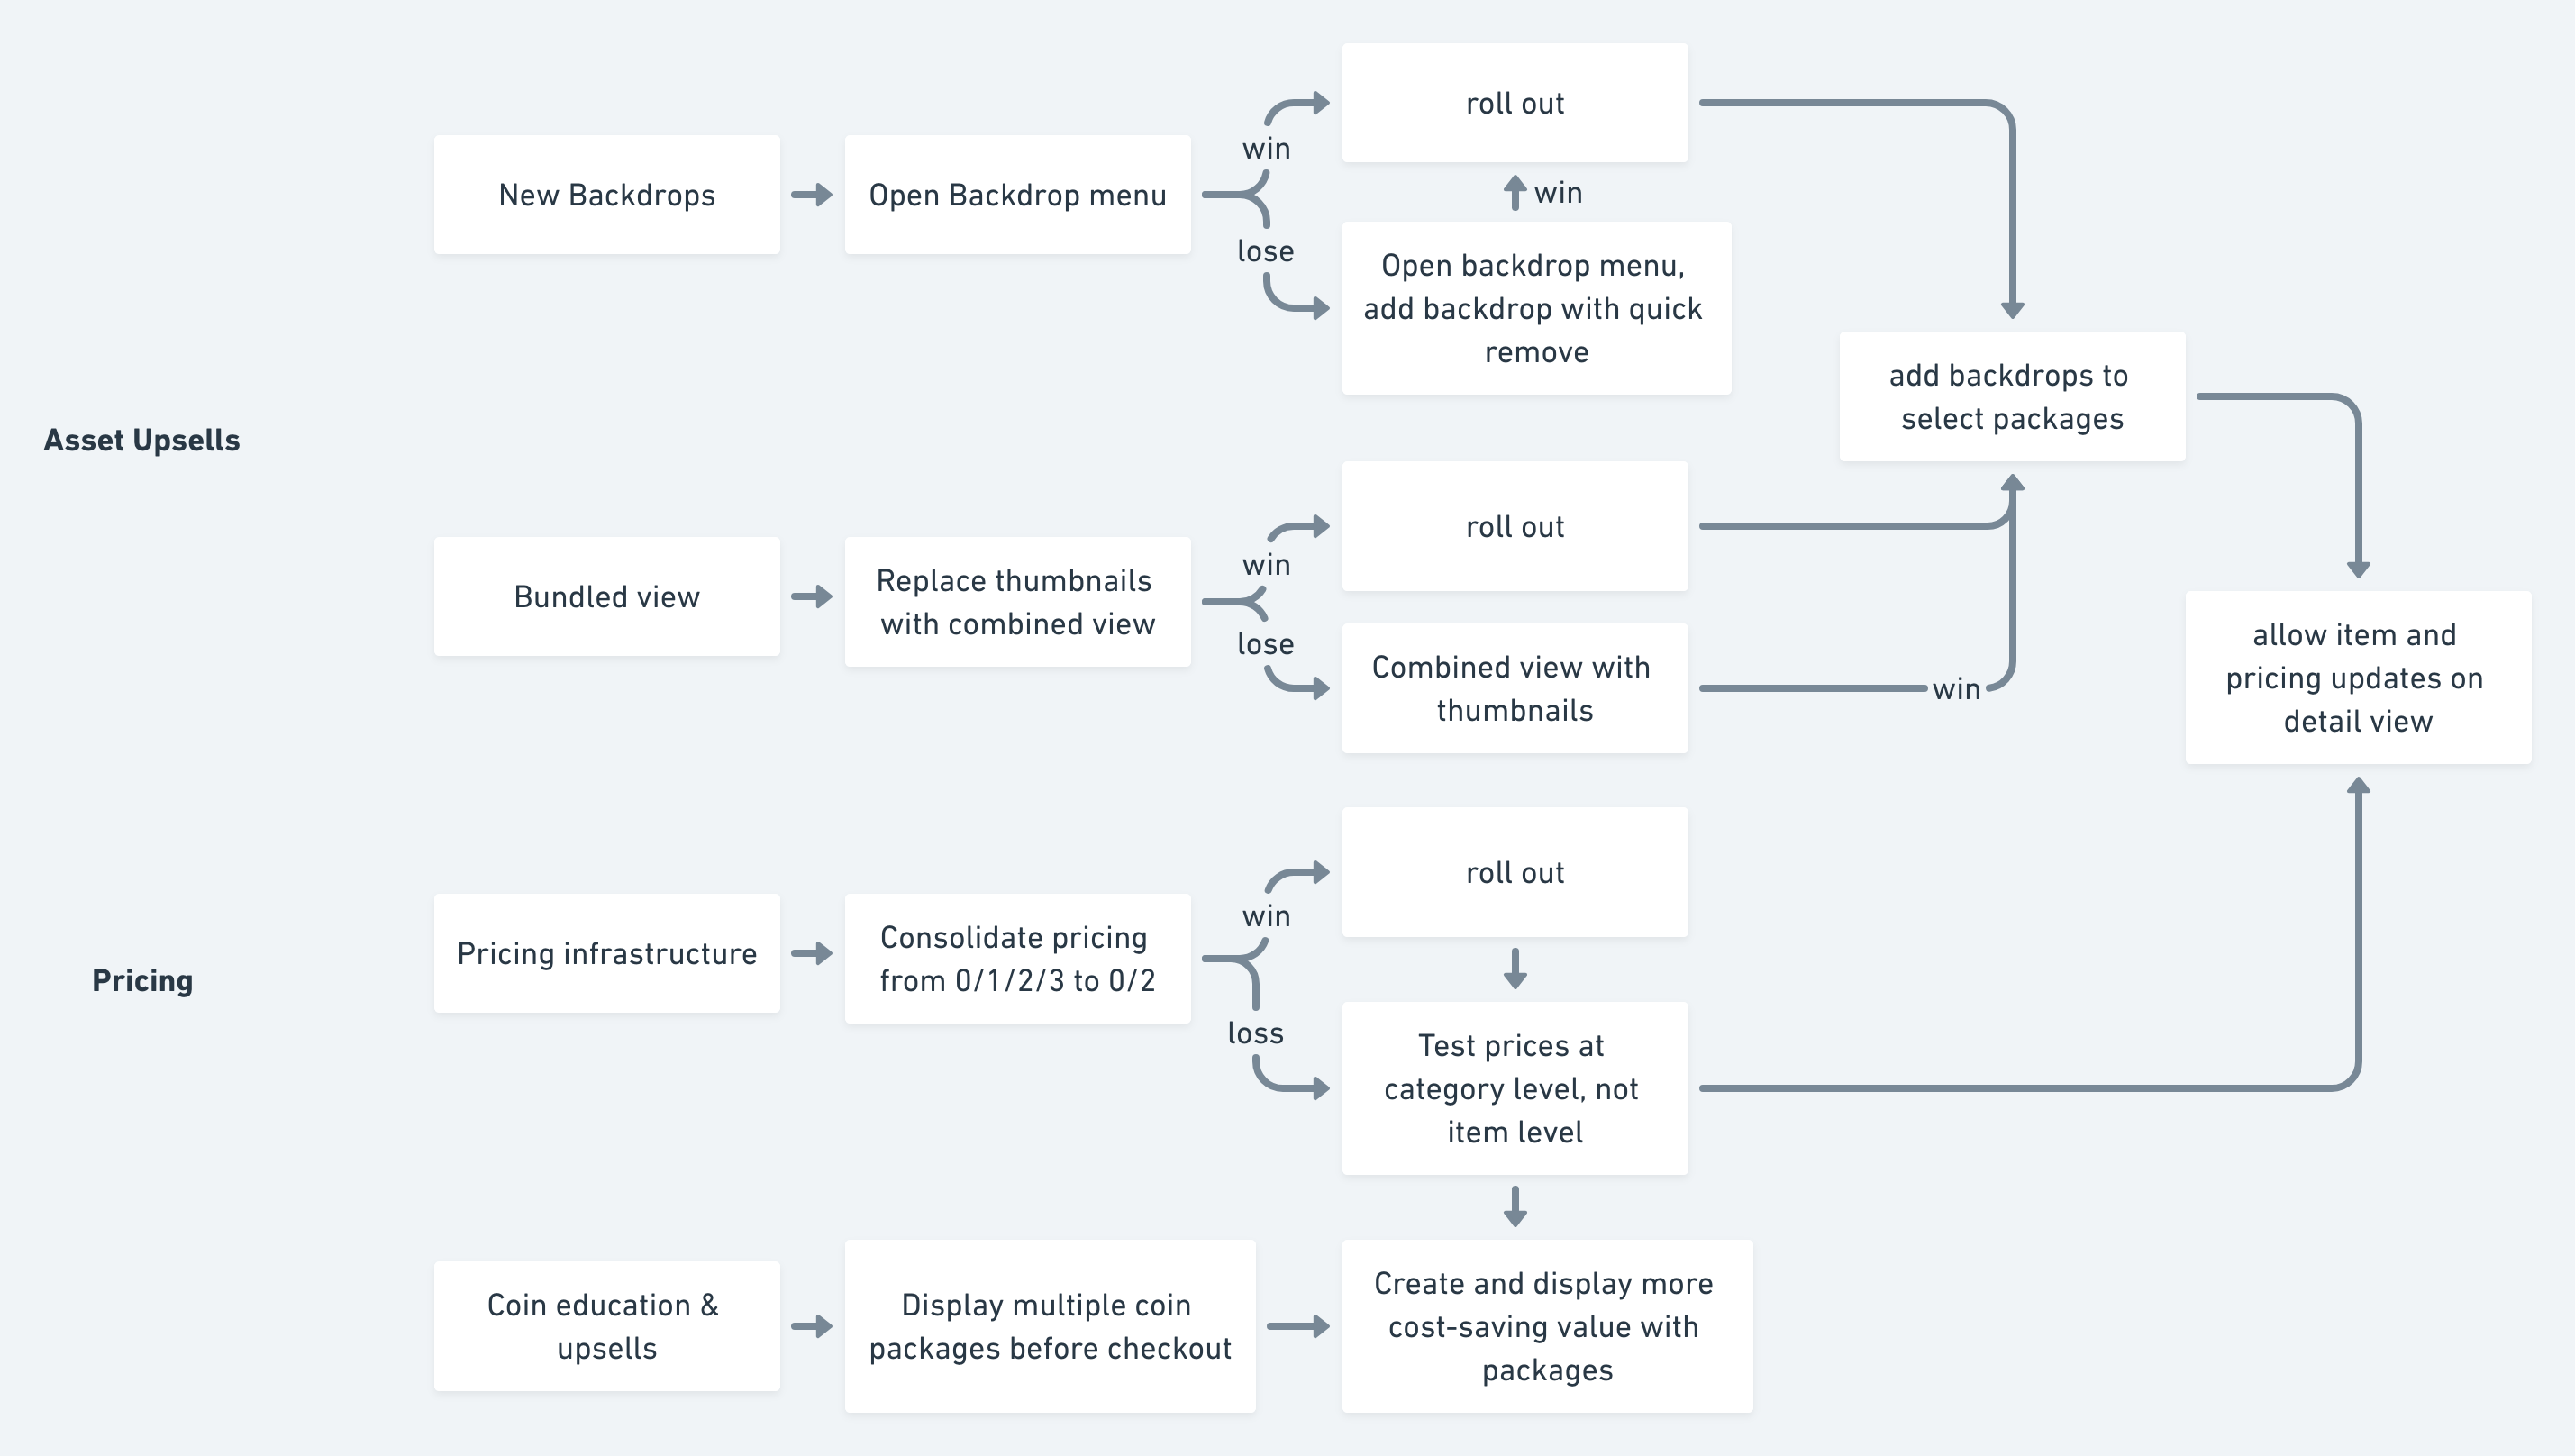 roll out
win
New Backdrops
Open Backdrop menu
win
lose
Open backdrop menu,
add backdrop with quick
remove
add backdrops to
select packages
Asset Upsells
roll out
Bundled view
Replace thumbnails
with combined view
win
lose
Combined view with
thumbnails
win
allow item and
pricing updates on
detail view
roll out
win
Pricing infrastructure
Consolidate pricing
from 0/1/2/3 to 0/2
Pricing
loss
Test prices at
category level, not
item level
Coin education &
upsells
Display multiple coin
packages before checkout
Create and display more
cost-saving value with
packages